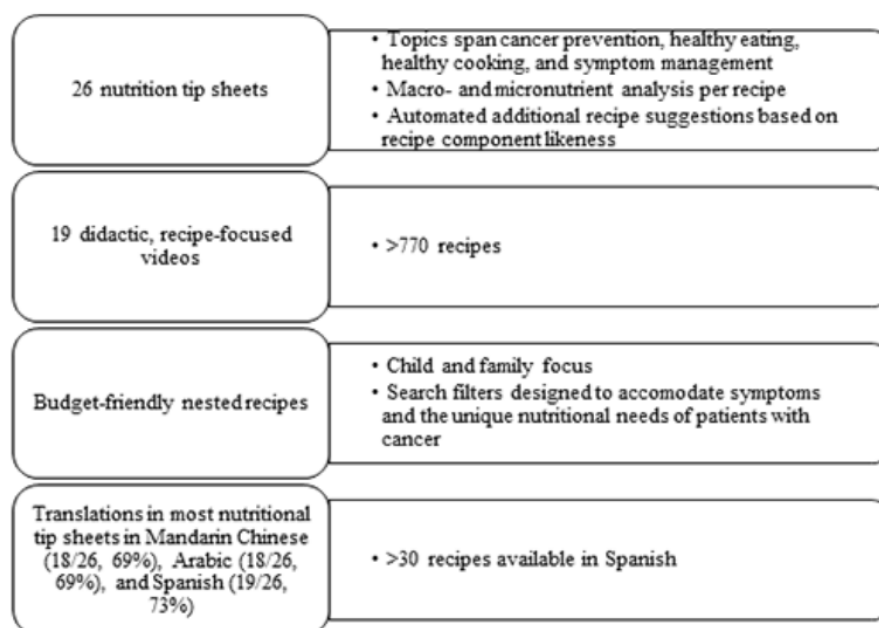 26 nutrition tip sheets
• Topics span cancer prevention, healthy eating,
healthy cooking, and symptom management
• Macro- and micronutrient analysis per recipe
• Automated additional recipe suggestions based on
recipe component likeness
19 didactic, recipe-focused
videos
• >770 recipes
Budget-friendly nested recipes
• Child and family focus
• Search filters designed to accomodate symptoms
and the unique nutritional needs of patients with
cancer
Translations in most nutritional
tip sheets in Mandarin Chinese
(18/26, 69%), Arabic (18/26,
69%), and Spanish (19/26,
73%)
• >30 recipes available in Spanish